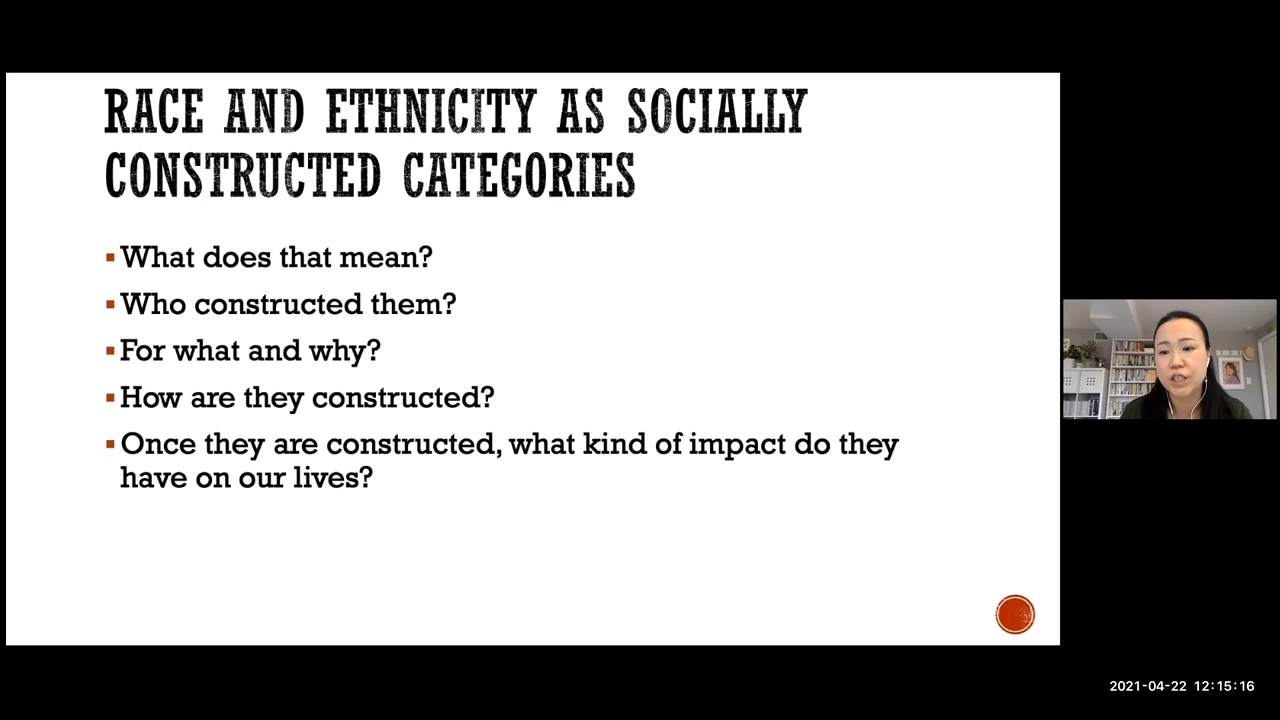 RACE AND ETHNICITY AS SOCIALLY
CONSTRUCTED CATEGORIES
▪ What does that mean?
▪ Who constructed them?
▪ For what and why?
▪ How are they constructed?
▪ Once they are constructed, what kind of impact do they
have on our lives?
2021-04-22 12:15:16